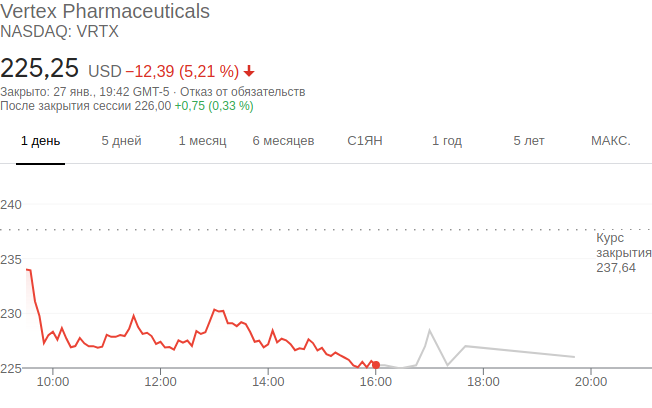 Vertex Pharmaceuticals
NASDAQ: VRTX
225,25 USD −12,39 (5,21 %)
Закрыто: 27 янв., 19:42 GMT-5 · Отказ от обязательств
После закрытия сессии 226,00 +0,75 (0,33 %)
1 день 5 дней 1 месяц 6 месяцев С1ЯН 1 год 5 лет МАКС.
240
Курс
закрытия
237,64
235
230
225
10:00 12:00 14:00 16:00 18:00 20:00